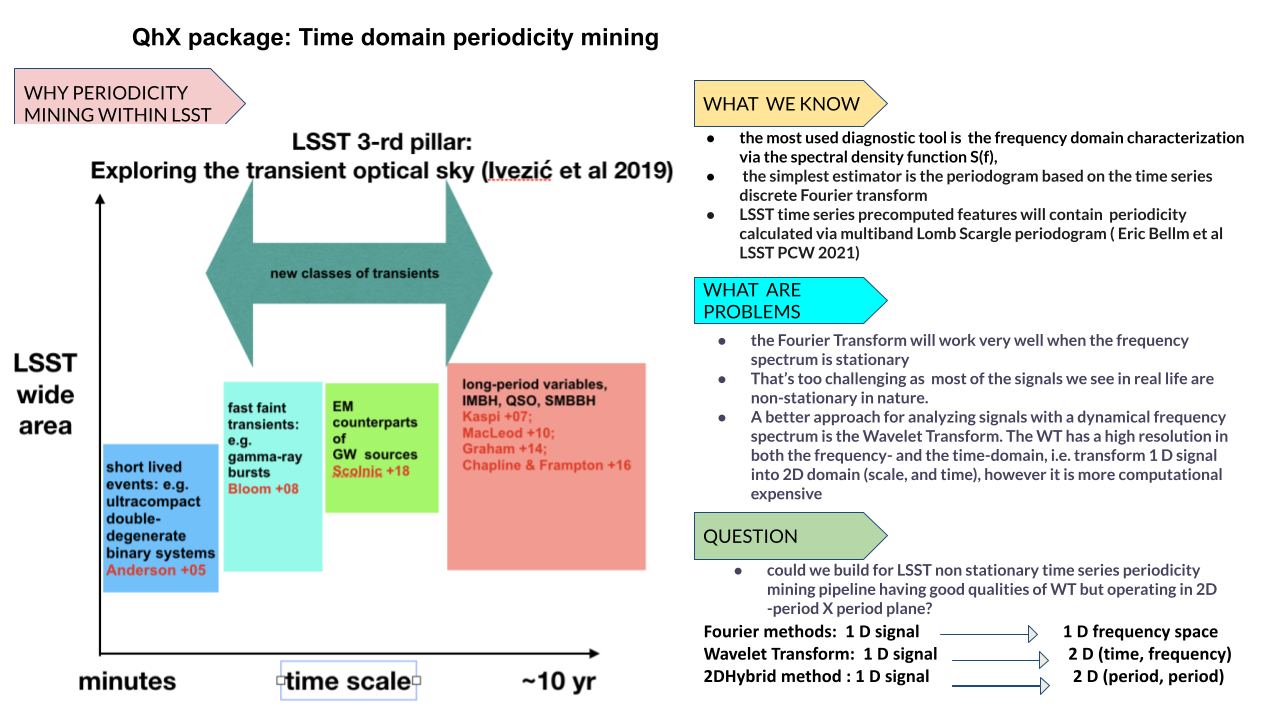 QhX package: Time domain periodicity mining
WHY PERIODICITY
MINING WITHIN LSST
LSST 3-rd pillar:
Exploring the transient optical sky (Ivezić et al 2019)
new classes of transients
LSST
wide
area
short lived
events: e.g.
ultracompact
double-
degenerate
binary systems
Anderson +05
fast faint
transients:
e.g.
gamma-ray
bursts
Bloom +08
EM
counterparts
of
GW sources
Scolnic +18
long-period variables,
IMBH, QSO, SMBBH
Kaspi +07;
MacLeod +10;
Graham +14;
Chapline & Frampton +16
minutes
time scale
~10 yr
WHAT WE KNOW
● the most used diagnostic tool is the frequency domain characterization
via the spectral density function S(f),
● the simplest estimator is the periodogram based on the time series
discrete Fourier transform
● LSST time series precomputed features will contain periodicity
calculated via multiband Lomb Scargle periodogram ( Eric Bellm et al
LSST PCW 2021)
WHAT ARE
PROBLEMS
● the Fourier Transform will work very well when the frequency
spectrum is stationary
● That's too challenging as most of the signals we see in real life are
non-stationary in nature.
● A better approach for analyzing signals with a dynamical frequency
spectrum is the Wavelet Transform. The WT has a high resolution in
both the frequency- and the time-domain, i.e. transform 1 D signal
into 2D domain (scale, and time), however it is more computational
expensive
QUESTION
● could we build for LSST non stationary time series periodicity
mining pipeline having good qualities of WT but operating in 2D
-period X period plane?
Fourier methods: 1 D signal 1 D frequency space
Wavelet Transform: 1 D signal 2 D (time, frequency)
2DHybrid method : 1 D signal 2 D (period, period)